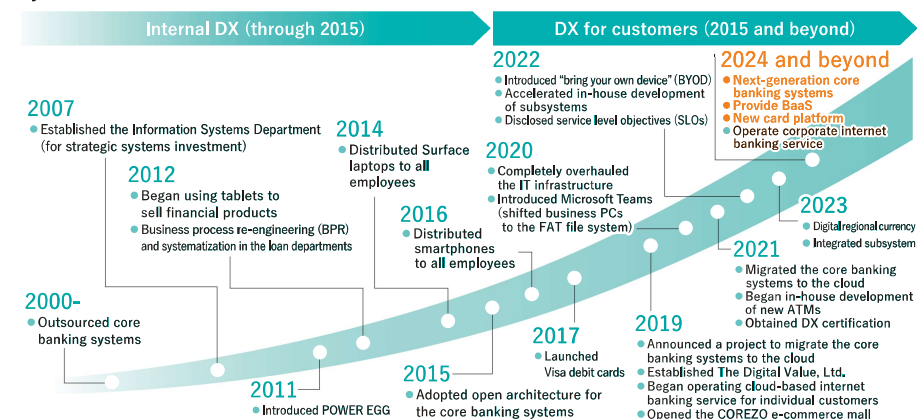 Internal DX (through 2015)
DX for customers (2015 and beyond)
2000-
Outsourced core
banking systems
2007
Established the Information Systems Department
(for strategic systems investment)
2011
Introduced POWER EGG
2012
Began using tablets to
sell financial products
Business process re-engineering (BPR)
and systematization in the loan departments
2014
Distributed Surface
laptops to all
employees
2015
Adopted open architecture for
the core banking systems
2016
Distributed
smartphones
to all employees
2017
Launched
Visa debit cards
2019
Announced a project to migrate the core
banking systems to the cloud
Established The Digital Value, Ltd.
Began operating cloud-based internet
banking service for individual customers
Opened the COREZO e-commerce mall
2020
Completely overhauled
the IT infrastructure
Introduced Microsoft Teams
(shifted business PCs
to the FAT file system)
2021
Migrated the core banking
systems to the cloud
Began in-house development
of new ATMs
Obtained DX certification
2022
Introduced “bring your own device” (BYOD)
Accelerated in-house development
of subsystems
Disclosed service level objectives (SLOs)
2023
Digital regional currency
Integrated subsystem
2024 and beyond
Next-generation core
banking systems
Provide BaaS
New card platform
Operate corporate internet
banking service